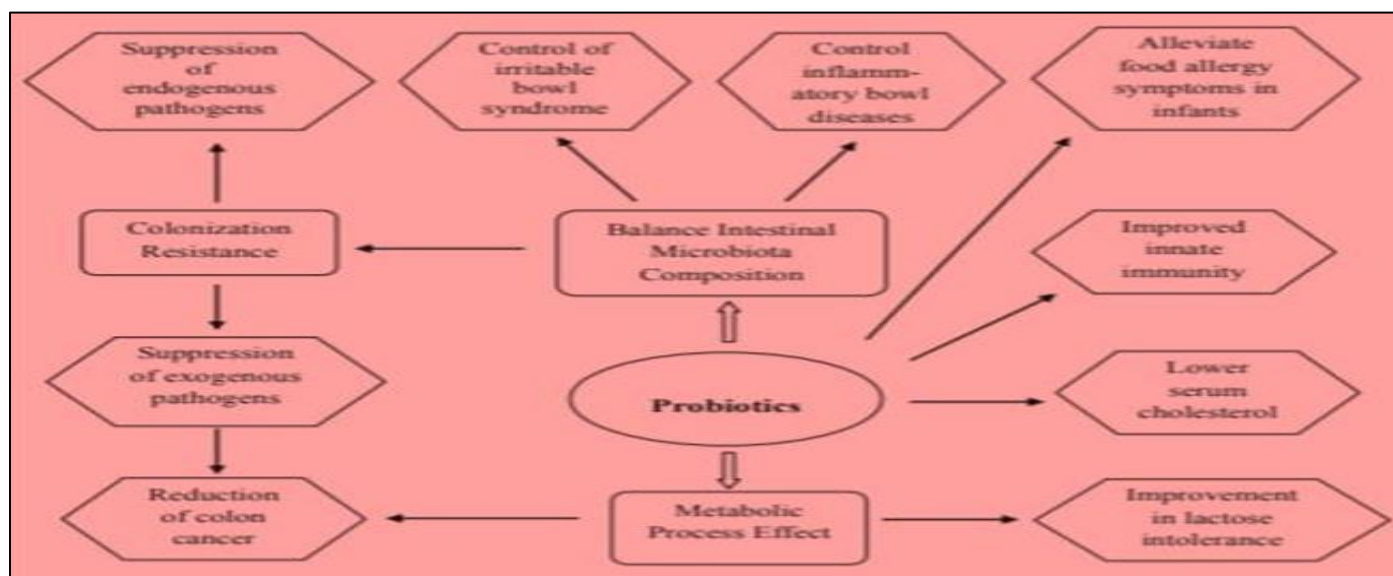 Suppression
of
endogenous
pathogens
Control of
irritable
bowl
syndrome
Control
inflamm-
atory bowl
diseases
Alleviate
food allergy
symptoms in
infants
Colonization
Resistance
Balance Intestinal
Microbiota
Composition
Improved
innate
immunity
Suppression
of exogenous
pathogens
Probiotics
Lower
serum
cholesterol
Reduction
of colon
cancer
Metabolic
Process Effect
Improvement
in lactose
intolerance